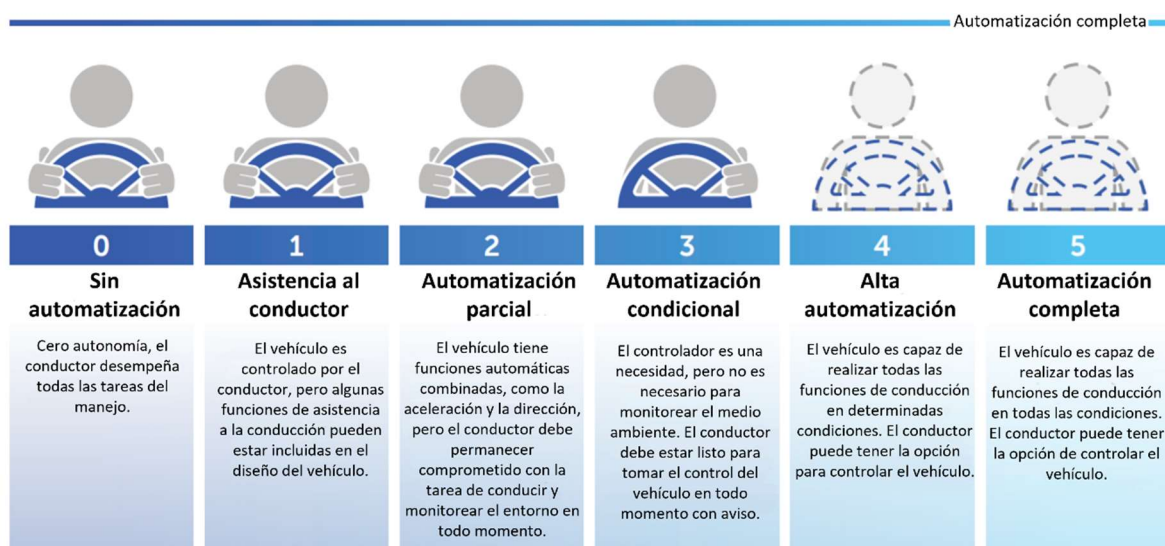 Automatización completa
0
Sin
automatización
Cero autonomía, el
conductor desempeña
todas las tareas del
manejo.
1
Asistencia al
conductor
El vehículo es
controlado por el
conductor, pero algunas
funciones de asistencia
a la conducción pueden
estar incluidas en el
diseño del vehículo.
2
Automatización
parcial
El vehículo tiene
funciones automáticas
combinadas, como la
aceleración y la dirección,
pero el conductor debe
permanecer
comprometido con la
tarea de conducir y
monitorear el entorno en
todo momento.
3
Automatización
condicional
El controlador es una
necesidad, pero no es
necesario para
monitorear el medio
ambiente. El conductor
debe estar listo para
tomar el control del
vehículo en todo
momento con aviso.
4
Alta
automatización
El vehículo es capaz de
realizar todas las
funciones de conducción
en determinadas
condiciones. El conductor
puede tener la opción
para controlar el vehículo.
5
Automatización
completa
El vehículo es capaz de
realizar todas las
funciones de conducción
en todas las condiciones.
El conductor puede tener
la opción de controlar el
vehículo.